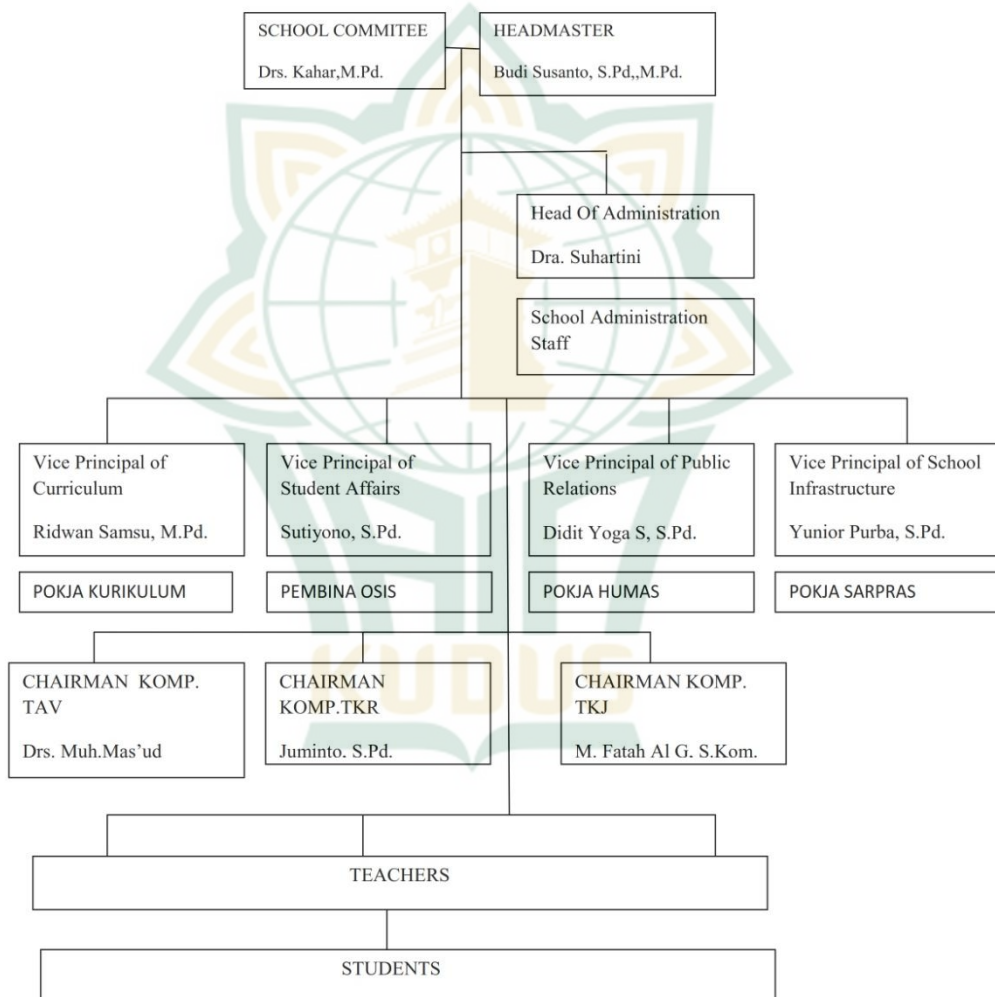 SCHOOL COMMITEE
Drs. Kahar,M.Pd.
HEADMASTER
Budi Susanto, S.Pd,,M.Pd.
Head Of Administration
Dra. Suhartini
School Administration
Staff
Vice Principal of
Curriculum
Ridwan Samsu, M.Pd.
Vice Principal of
Student Affairs
Sutiyono, S.Pd.
Vice Principal of Public
Relations
Didit Yoga S, S.Pd.
Vice Principal of School
Infrastructure
Yunior Purba, S.Pd.
POKJA KURIKULUM
PEMBINA OSIS
POKJA HUMAS
POKJA SARPRAS
CHAIRMAN KOMP.
TAV
Drs. Muh.Mas’ud
CHAIRMAN
KOMP.TKR
Juminto. S.Pd.
CHAIRMAN KOMP.
TKJ
M. Fatah Al G. S.Kom.
KUDUS
TEACHERS
STUDENTS